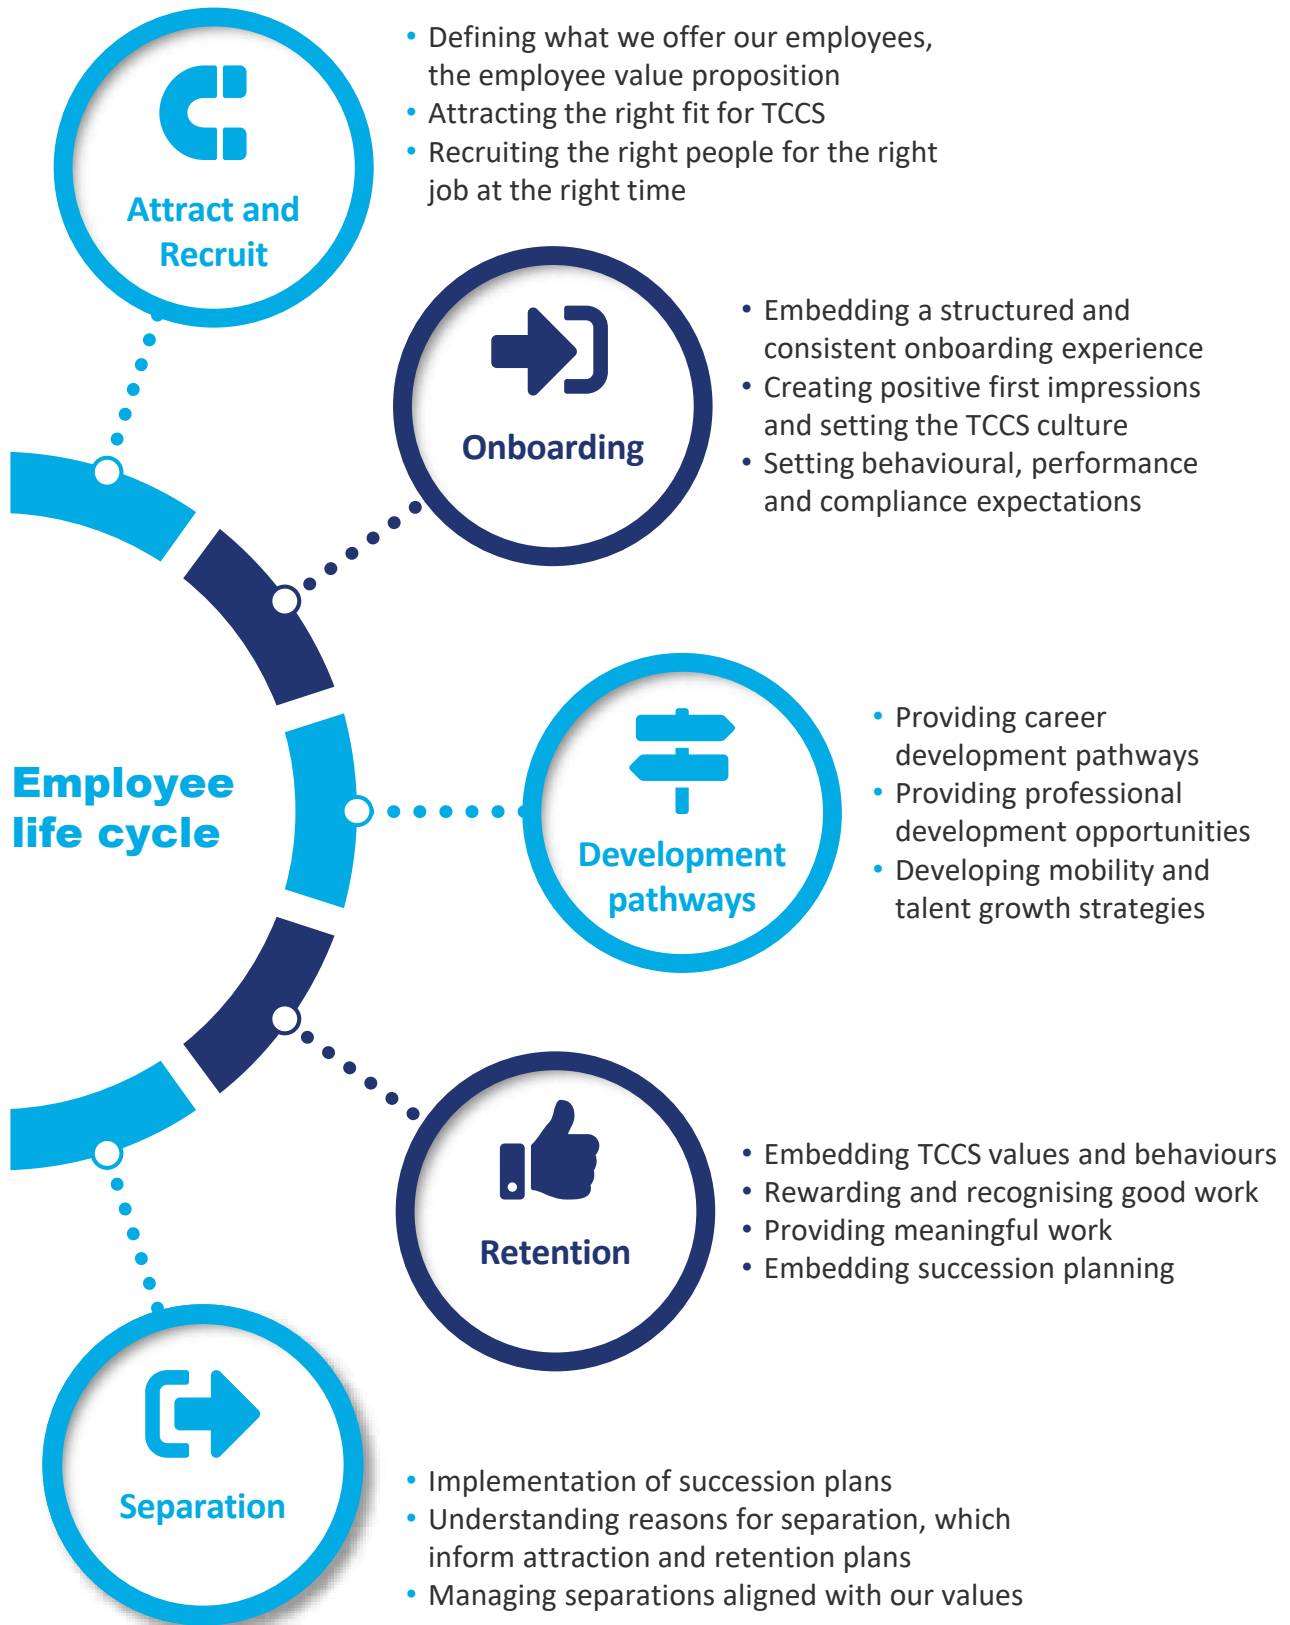 • Defining what we offer our employees,
the employee value proposition
• Attracting the right fit for TCCS
• Recruiting the right people for the right
job at the right time
Attract and
Recruit
• Embedding a structured and
consistent onboarding experience
• Creating positive first impressions
and setting the TCCS culture
• Setting behavioural, performance
and compliance expectations
Onboarding
Employee
life cycle
• Providing career
development pathways
• Providing professional
development opportunities
• Developing mobility and
talent growth strategies
Development
pathways
• Embedding TCCS values and behaviours
• Rewarding and recognising good work
• Providing meaningful work
• Embedding succession planning
Retention
Separation
• Implementation of succession plans
• Understanding reasons for separation, which
inform attraction and retention plans
• Managing separations aligned with our values